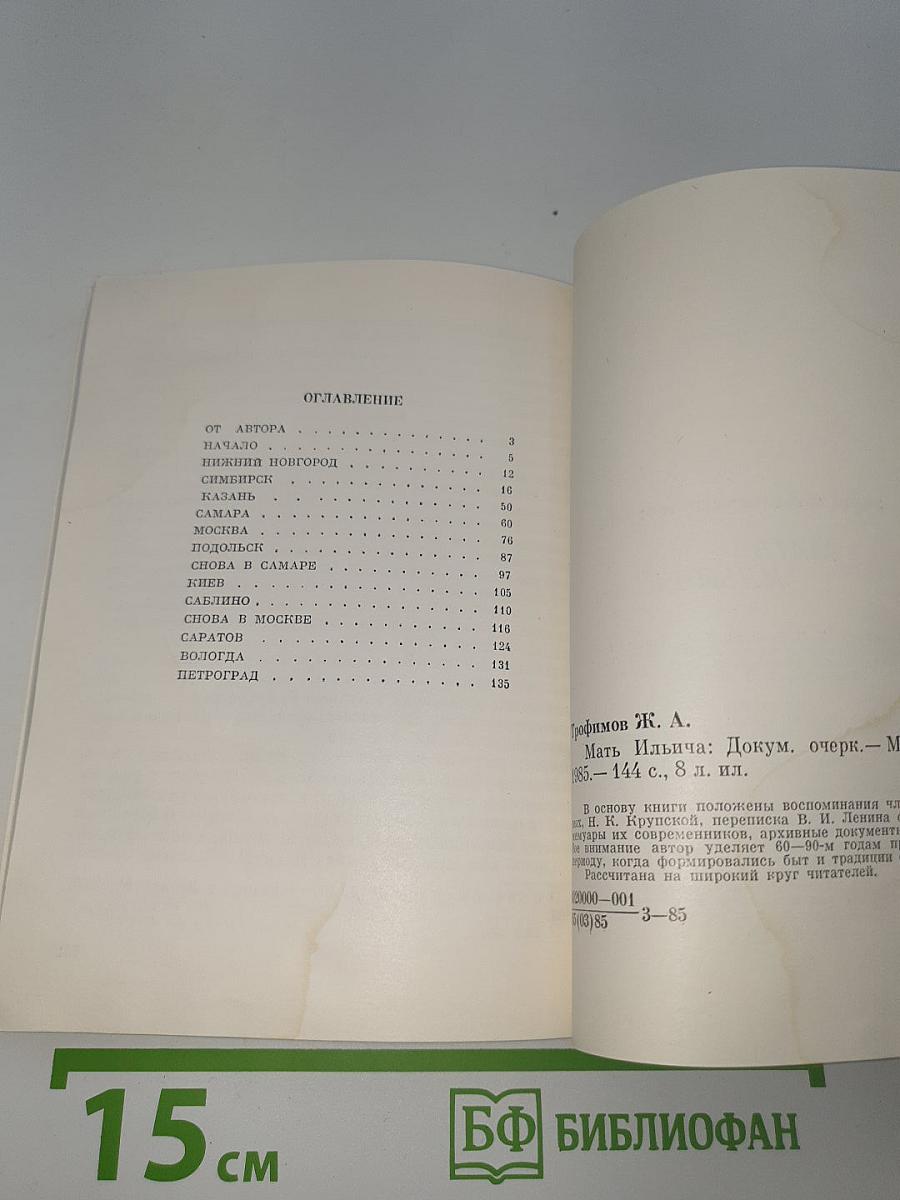 ОГЛАВЛЕНИЕ
ОТ АВТОРА . . . . . . . . . . . . . . 3
НАЧАЛО . . . . . . . . . . . . . . . . 5
НИЖНИЙ НОВГОРОД . . . . . . . . . . 12
СИМБИРСК . . . . . . . . . . . . . . 16
КАЗАНЬ . . . . . . . . . . . . . . . 50
САМАРА . . . . . . . . . . . . . . . 60
МОСКВА . . . . . . . . . . . . . . . 76
ПОДОЛЬСК . . . . . . . . . . . . . . 87
СНОВА В САМАРЕ . . . . . . . . . . . 97
КИЕВ . . . . . . . . . . . . . . . . 105
САБЛИНО . . . . . . . . . . . . . . . 110
СНОВА В МОСКВЕ . . . . . . . . . . . 116
САРАТОВ . . . . . . . . . . . . . . 124
ВОЛОГДА . . . . . . . . . . . . . . 131
ПЕТРОГРАД . . . . . . . . . . . . . 135
Трофимов Ж. А.
Мать Ильича: Докум. очерк.— М
1985.— 144 с., 8 л. ил.
В основу книги положены воспоминания
Н. К. Крупской, переписка В. И. Ленина
мемуары их современников, архивные документы
внимание автор уделяет 60—90-м годам
периоду, когда формировались быт и традиции
Рассчитана на широкий круг читателей.
020000—001
(03)85 3—85
15 см
БФ БИБЛИОФАН